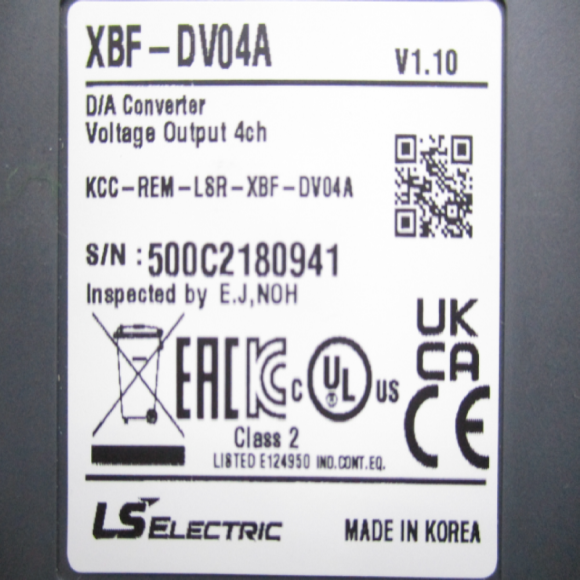 XBF-DV04A V1.10
D/A Converter
Voltage Output 4ch
KCC-REM-LSR-XBF-DV04A
S/N : 500C2180941
Inspected by E.J,NOH
UK
CA
EAC KC C UL US CE
Class 2
LISTED E124950 IND.CONT.EQ.
LS ELECTRIC MADE IN KOREA